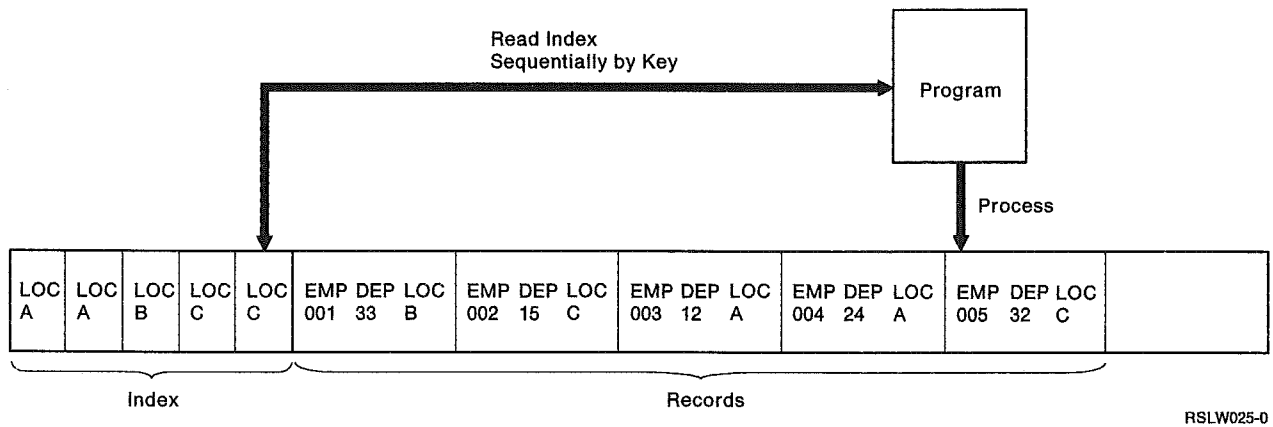 Read Index
Sequentially by Key
Program
Process
LOC LOC LOC LOC LOC EMP DEP LOC EMP DEP LOC EMP DEP LOC EMP DEP LOC EMP DEP LOC
A A B C C 001 33 B 002 15 C 003 12 A 004 24 A 005 32 C
Index Records
RSLW025-0